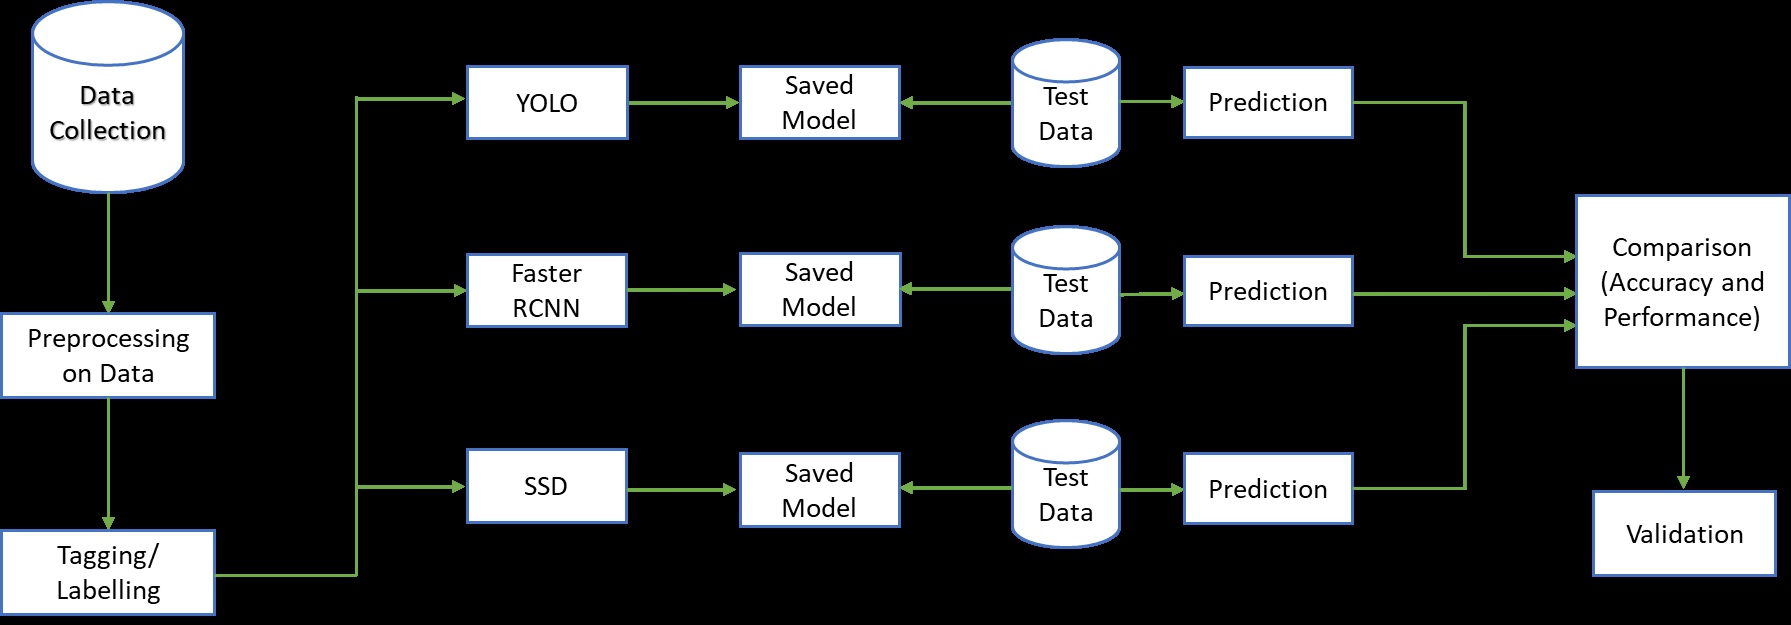 Data
Collection
Preprocessing
on Data
Tagging/
Labelling
YOLO
Saved
Model
Test
Data
Prediction
Faster
RCNN
Saved
Model
Test
Data
Prediction
SSD
Saved
Model
Test
Data
Prediction
Comparison
(Accuracy and
Performance)
Validation